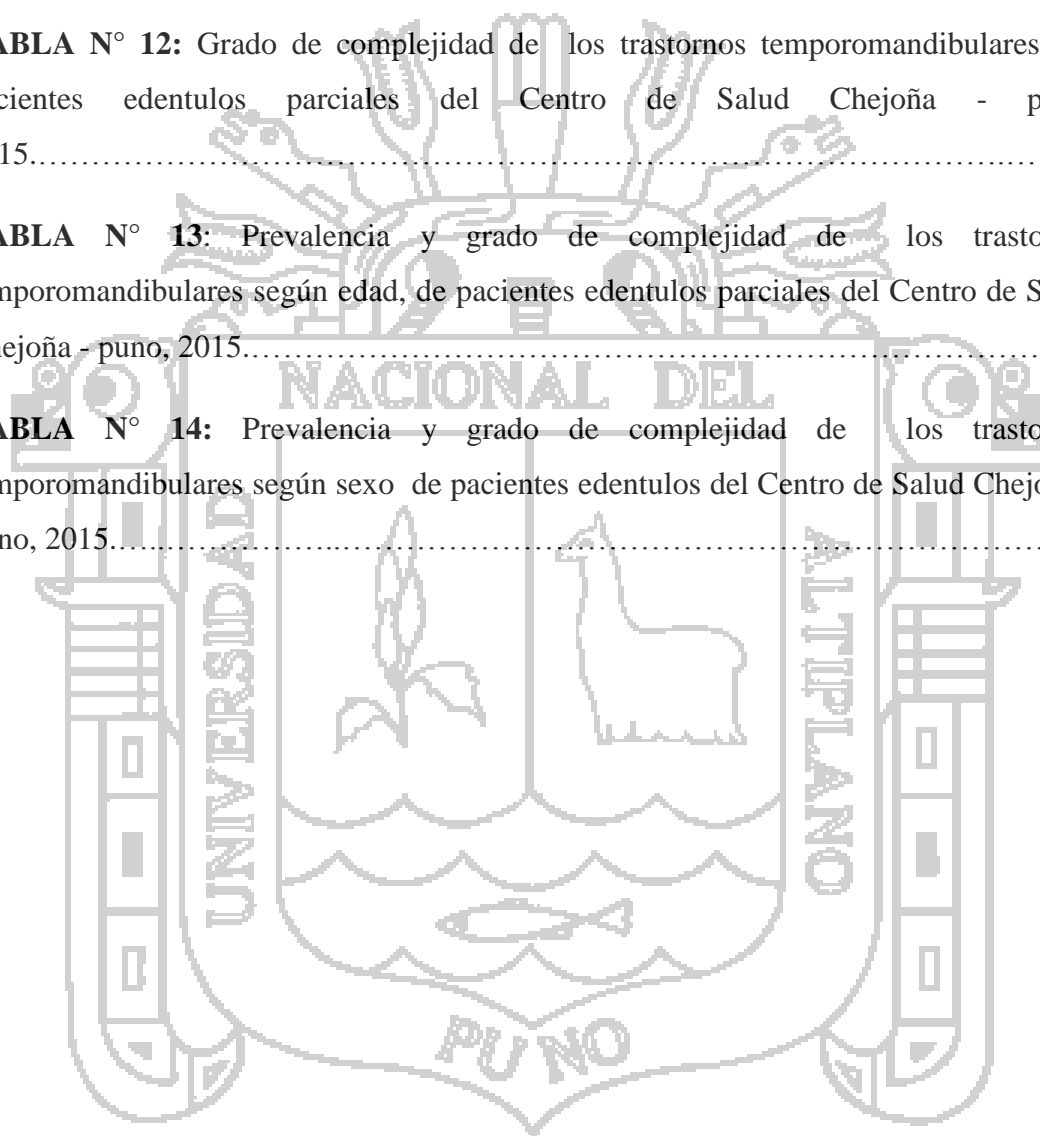 ABLA N° 12: Grado de complejidad de los trastornos temporomandibulares
cientes edentulos parciales del Centro de Salud Chejoña - p
15.……………………………………………………………………………….…
ABLA N° 13: Prevalencia y grado de complejidad de los trasto
mporomandibulares según edad, de pacientes edentulos parciales del Centro de S
nejoña - puno, 2015.……………………………………………………………………
NACIONAL DEL
ABLA N° 14: Prevalencia y grado de complejidad de los trasto
mporomandibulares según sexo de pacientes edentulos del Centro de Salud Chejo
no, 2015.……………………………………………………………………………
UNIVERSIDAD
ALTIPLANO
PUNO